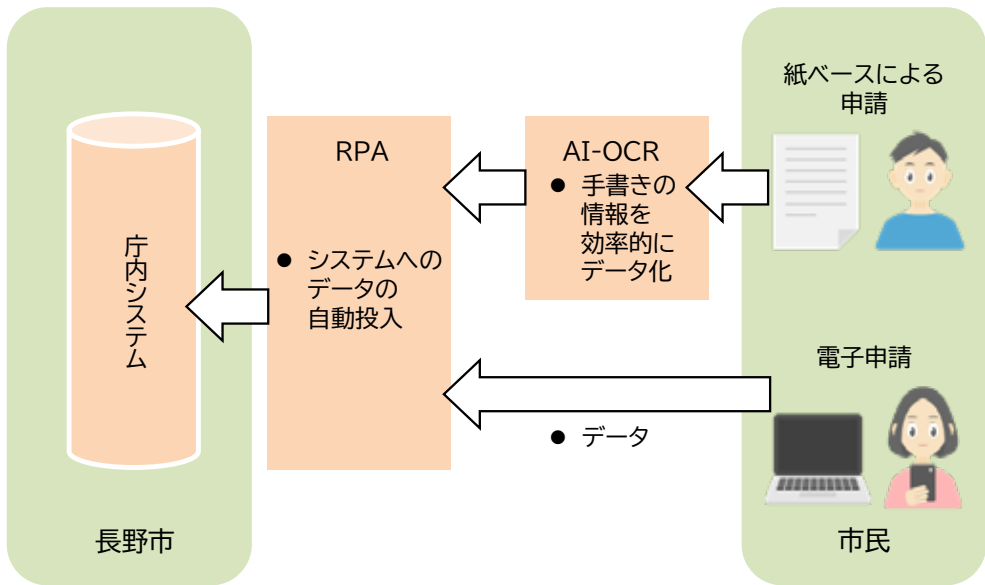 紙ベースによる
申請
RPA
AI-OCR
● 手書きの
情報を
効率的に
データ化
庁内システム
● システムへの
データの
自動投入
電子申請
● データ
長野市
市民